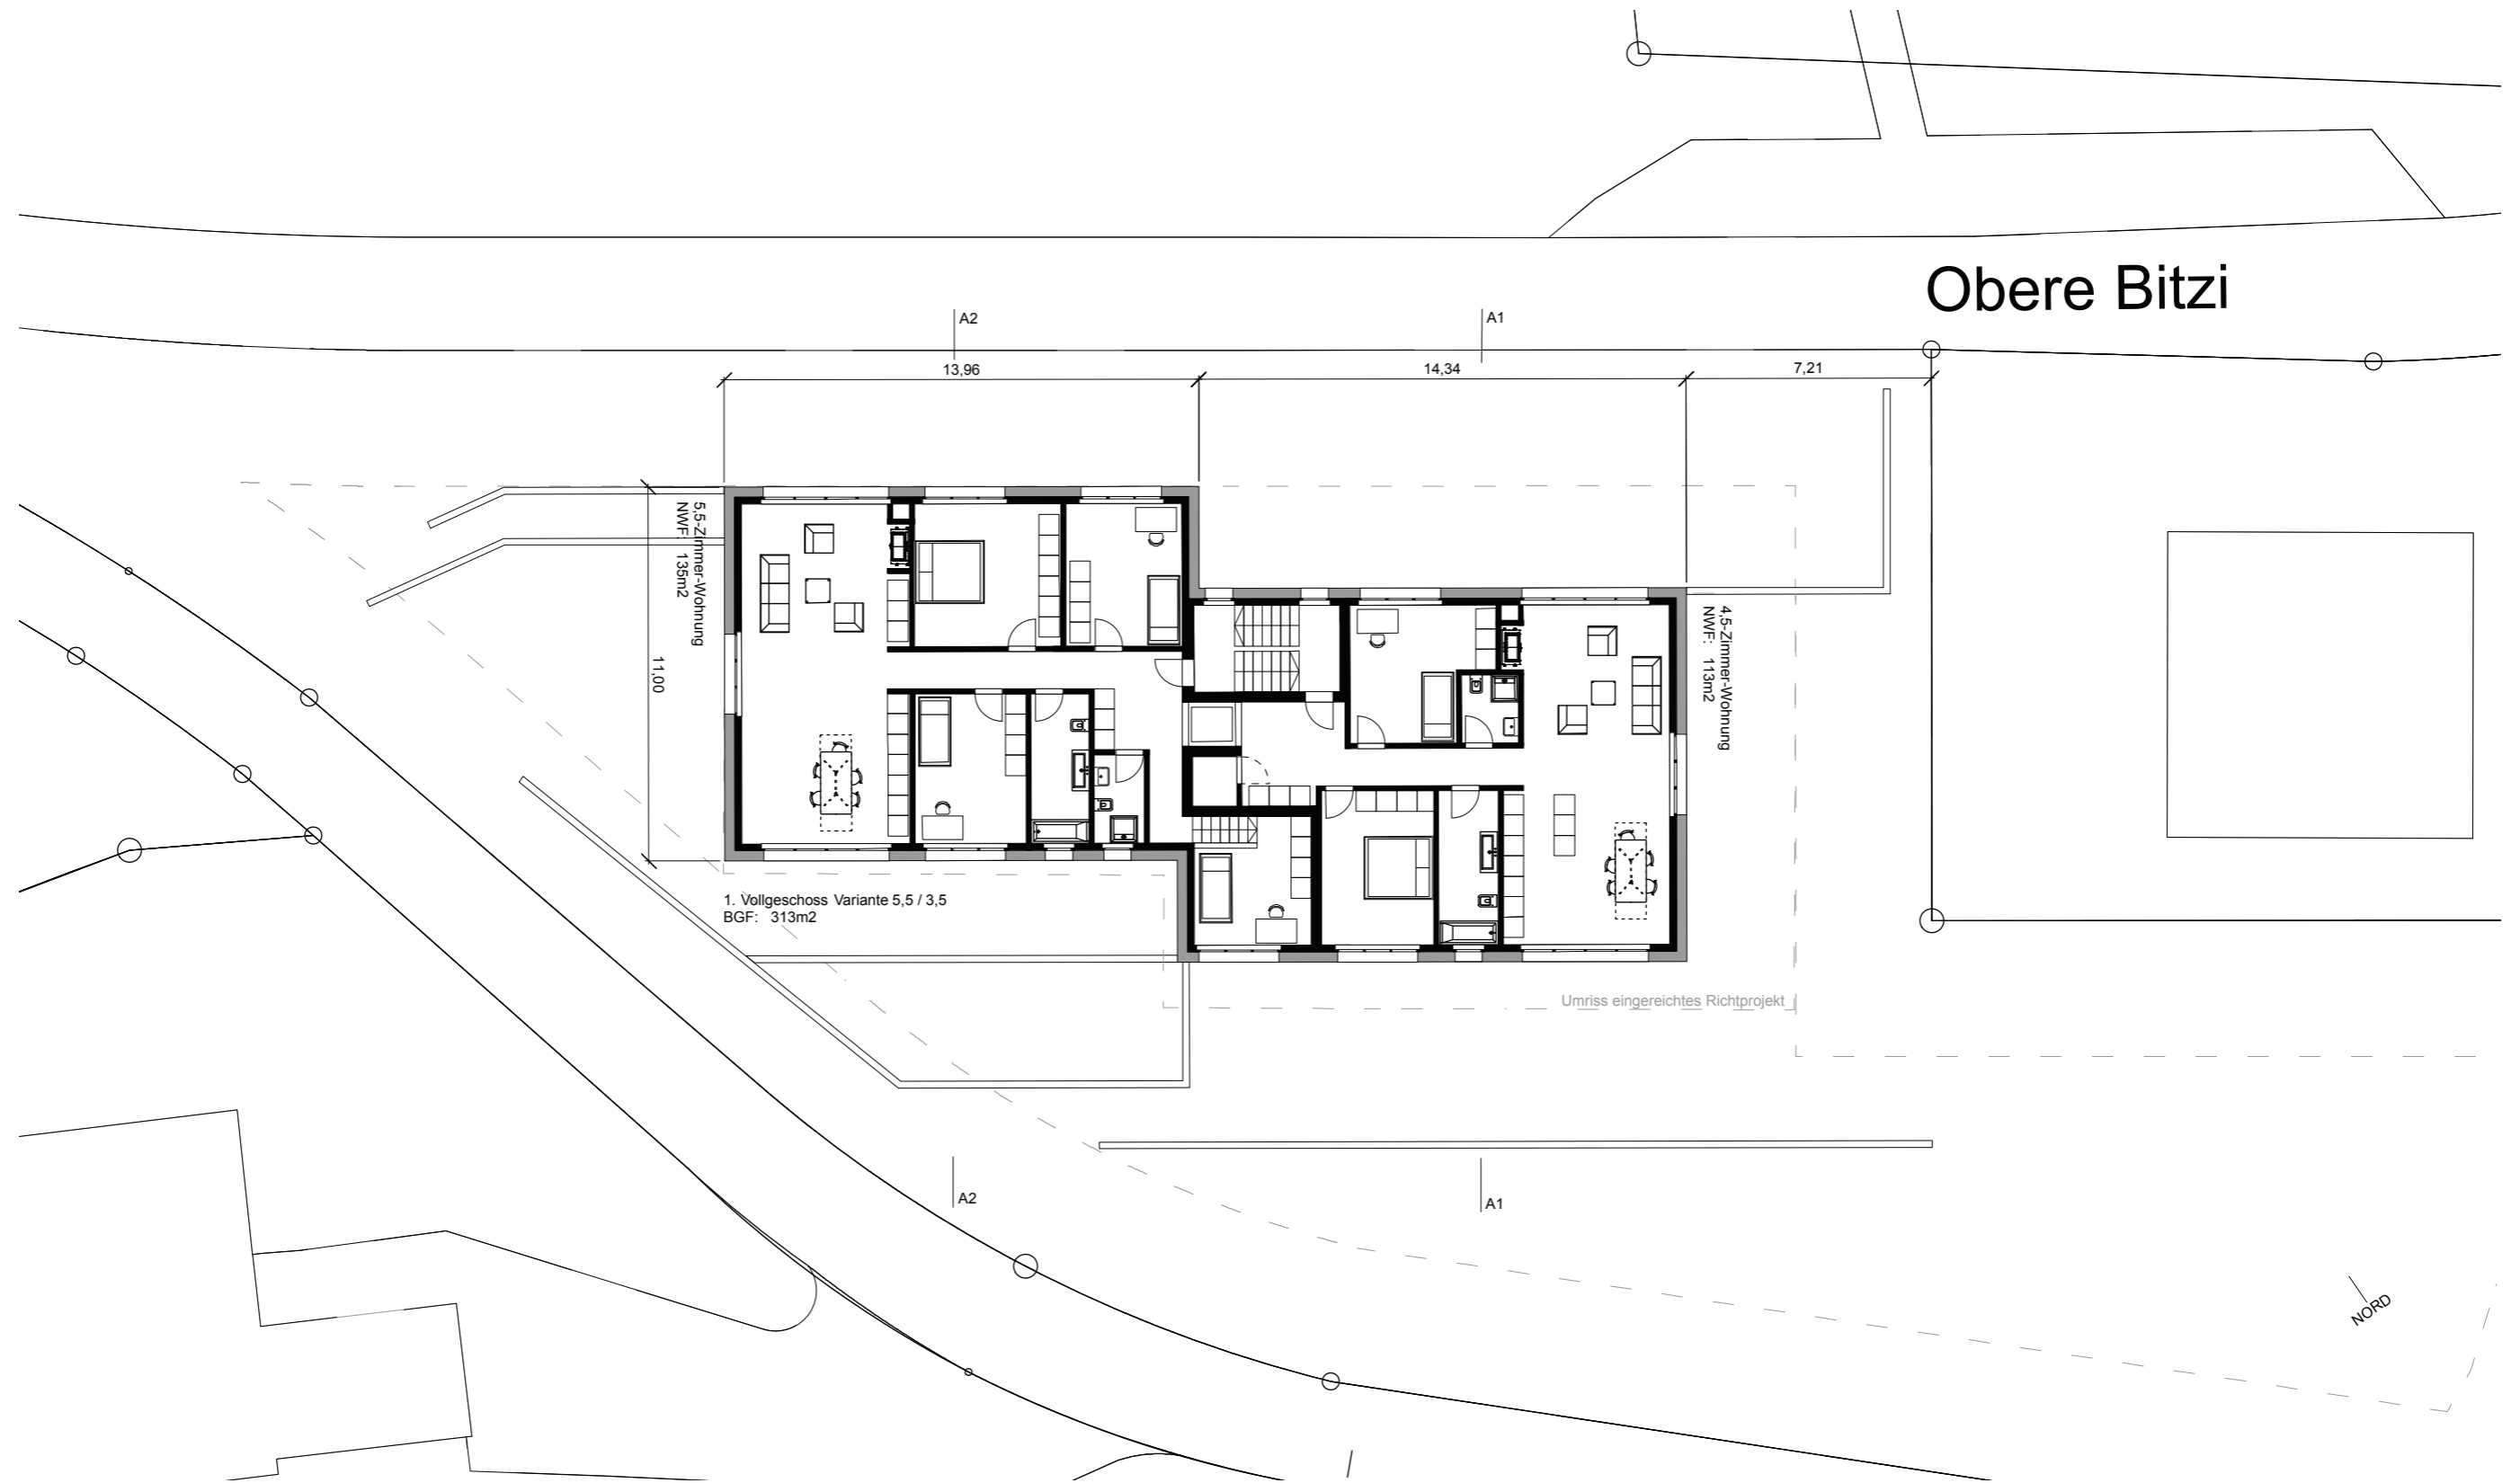 Obere Bitzi
A2
A1
13,96
14,34
7,21
5,5-Zimmer-Wohnung
NWF: 135m2
11,00
4,5-Zimmer-Wohnung
NWF: 113m2
1. Vollgeschoss Variante 5,5 / 3,5
BGF: 313m2
Umriss eingereichtes Richtprojekt
A2
A1
NORD